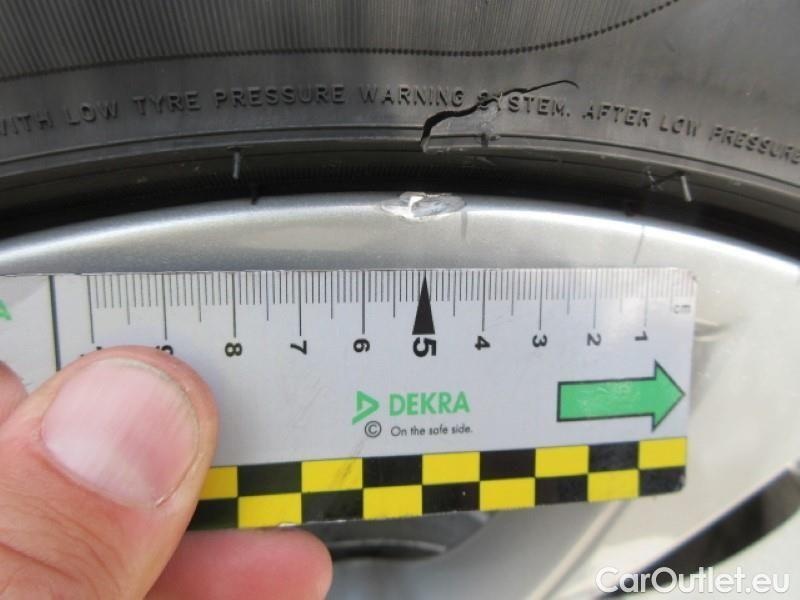 WITH LOW TYRE PRESSURE WARNING SYSTEM. AFTER LOW PRESSURE
cm
8 7 6 5 4 3 2 1
DEKRA
© On the safe side.
CarOutlet.eu